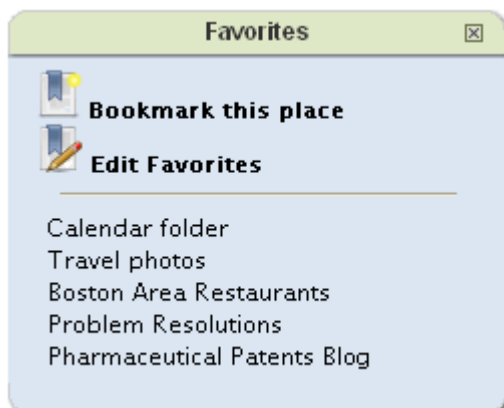 Favorites
Bookmark this place
Edit Favorites
Calendar folder
Travel photos
Boston Area Restaurants
Problem Resolutions
Pharmaceutical Patents Blog